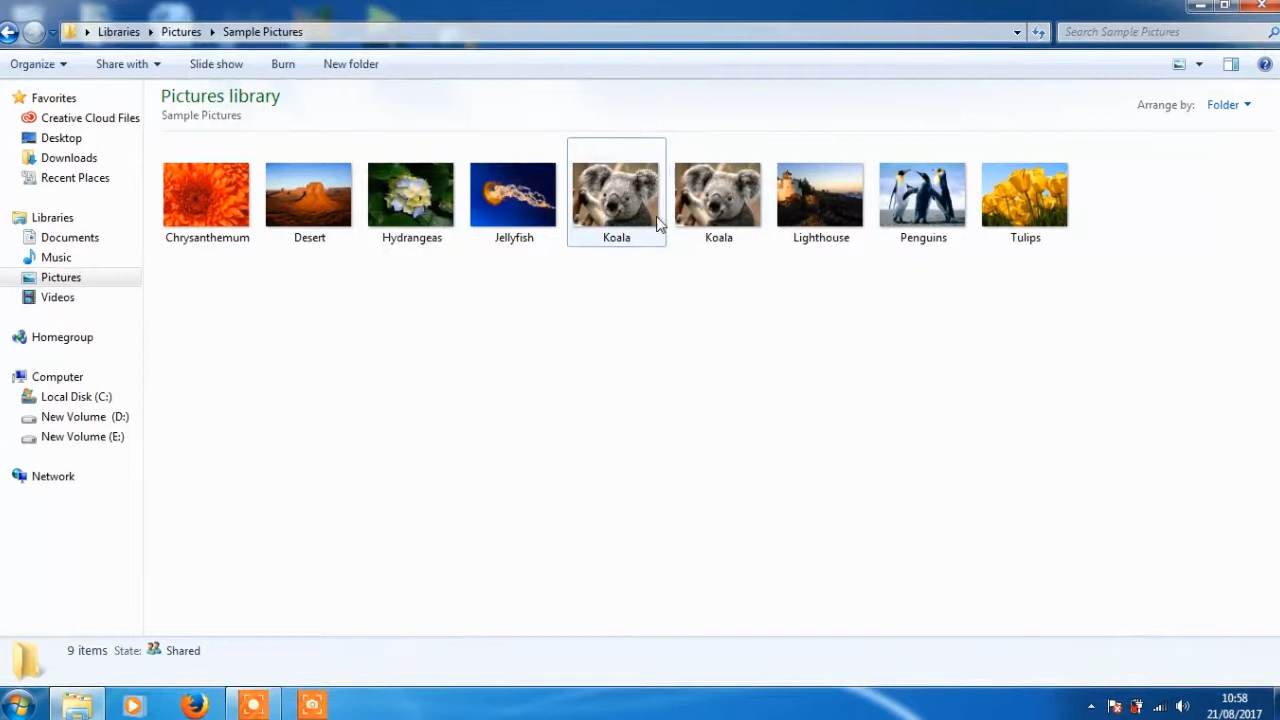 Libraries Pictures Sample Pictures
Search Sample Pictures
Organize Share with Slide show Burn New folder
Pictures library
Sample Pictures
Arrange by: Folder
Favorites
Creative Cloud Files
Desktop
Downloads
Recent Places
Libraries
Documents
Music
Pictures
Videos
Homegroup
Computer
Local Disk (C:)
New Volume (D:)
New Volume (E:)
Network
Chrysanthemum Desert Hydrangeas Jellyfish Koala Koala Lighthouse Penguins Tulips
9 items State: Shared
10:58
21/08/2017